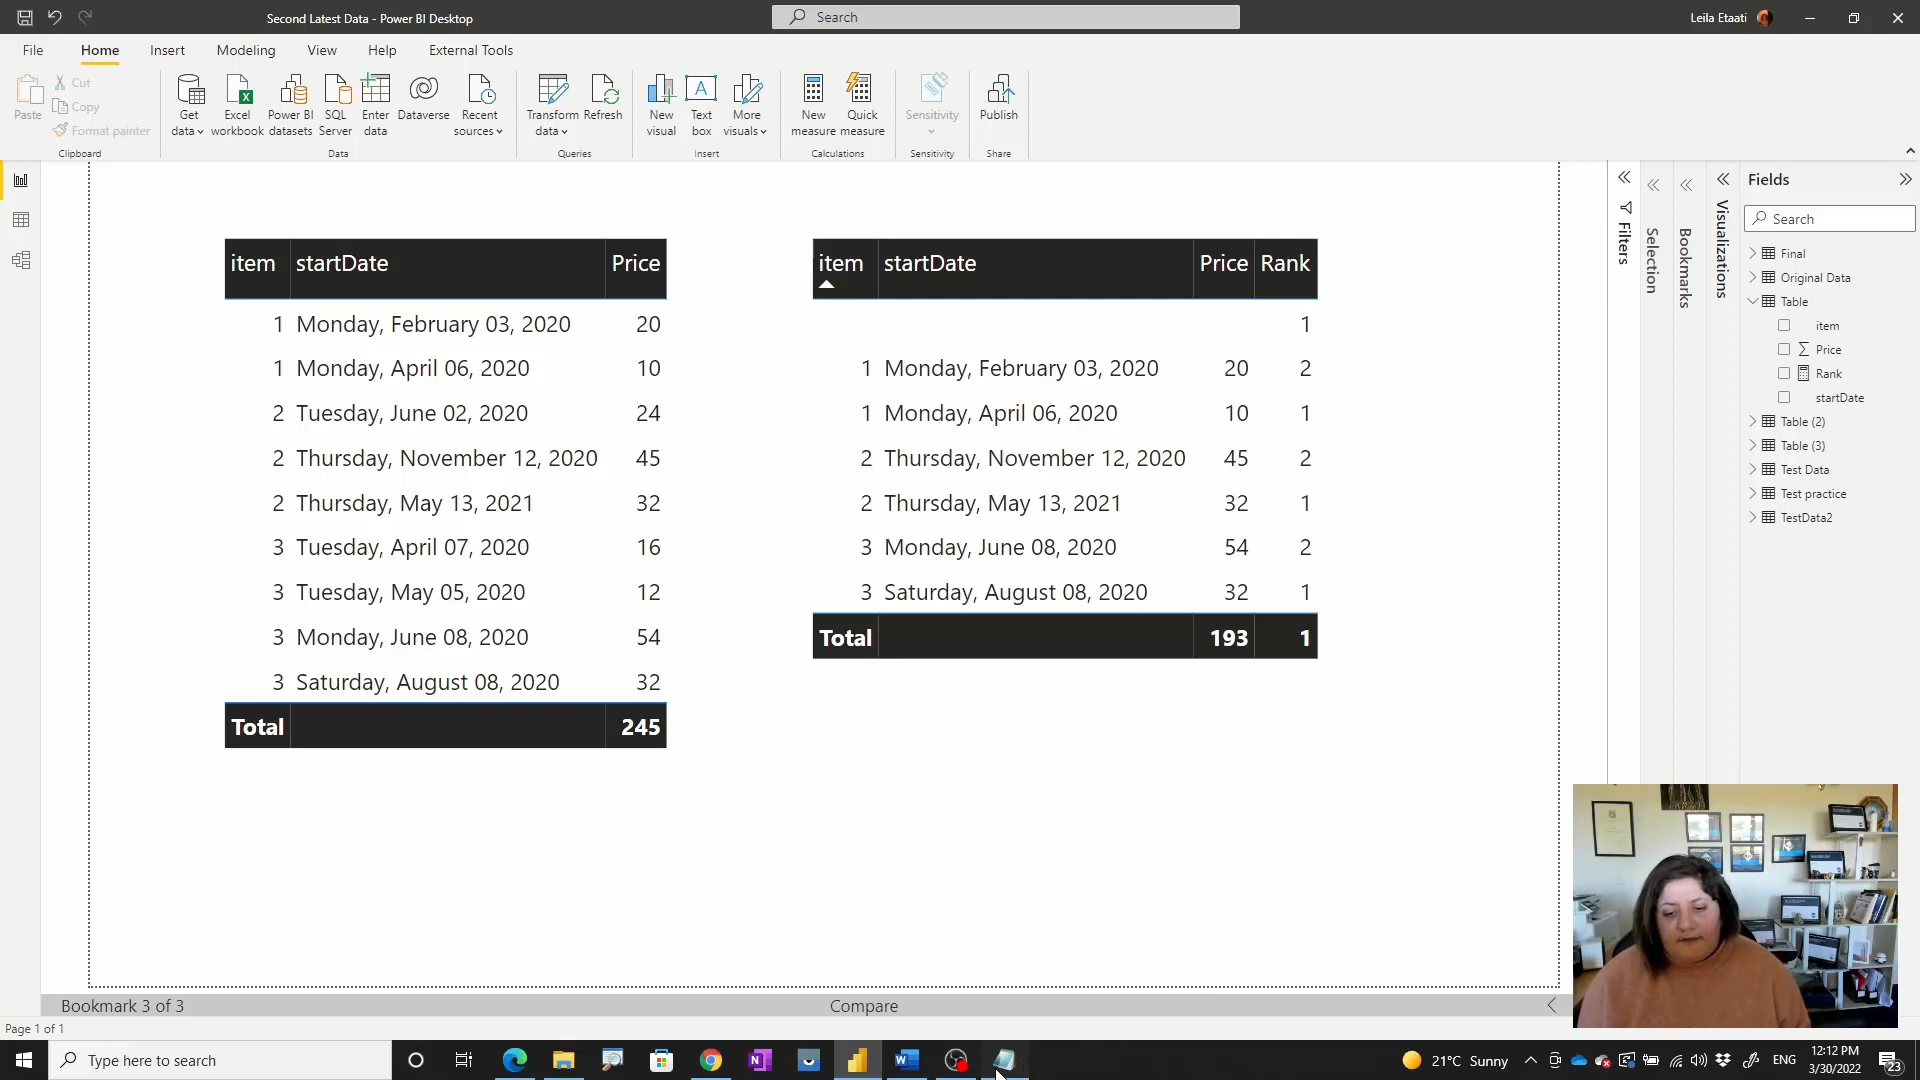 Second Latest Data - Power BI Desktop
Search
Leila Etaati
File
Home
Insert
Modeling
View
Help
External Tools
Paste
Cut
Copy
Format painter
Clipboard
Get data
Excel workbook
Power BI datasets
SQL Server
Enter data
Dataverse
Recent sources
Data
Transform data
Refresh
Queries
New visual
Text box
More visuals
Insert
New measure
Quick measure
Calculations
Sensitivity
Sensitivity
Publish
Share
item startDate Price
1 Monday, February 03, 2020 20
1 Monday, April 06, 2020 10
2 Tuesday, June 02, 2020 24
2 Thursday, November 12, 2020 45
2 Thursday, May 13, 2021 32
3 Tuesday, April 07, 2020 16
3 Tuesday, May 05, 2020 12
3 Monday, June 08, 2020 54
3 Saturday, August 08, 2020 32
Total 245
item startDate Price Rank
1
1 Monday, February 03, 2020 20 2
1 Monday, April 06, 2020 10 1
2 Thursday, November 12, 2020 45 2
2 Thursday, May 13, 2021 32 1
3 Monday, June 08, 2020 54 2
3 Saturday, August 08, 2020 32 1
Total 193 1
Filters
Selection
Bookmarks
Visualizations
Fields
Search
Final
Original Data
Table
item
Price
Rank
startDate
Table (2)
Table (3)
Test Data
Test practice
TestData2
Bookmark 3 of 3
Compare
Page 1 of 1
Type here to search
21°C Sunny
ENG
12:12 PM
3/30/2022
23